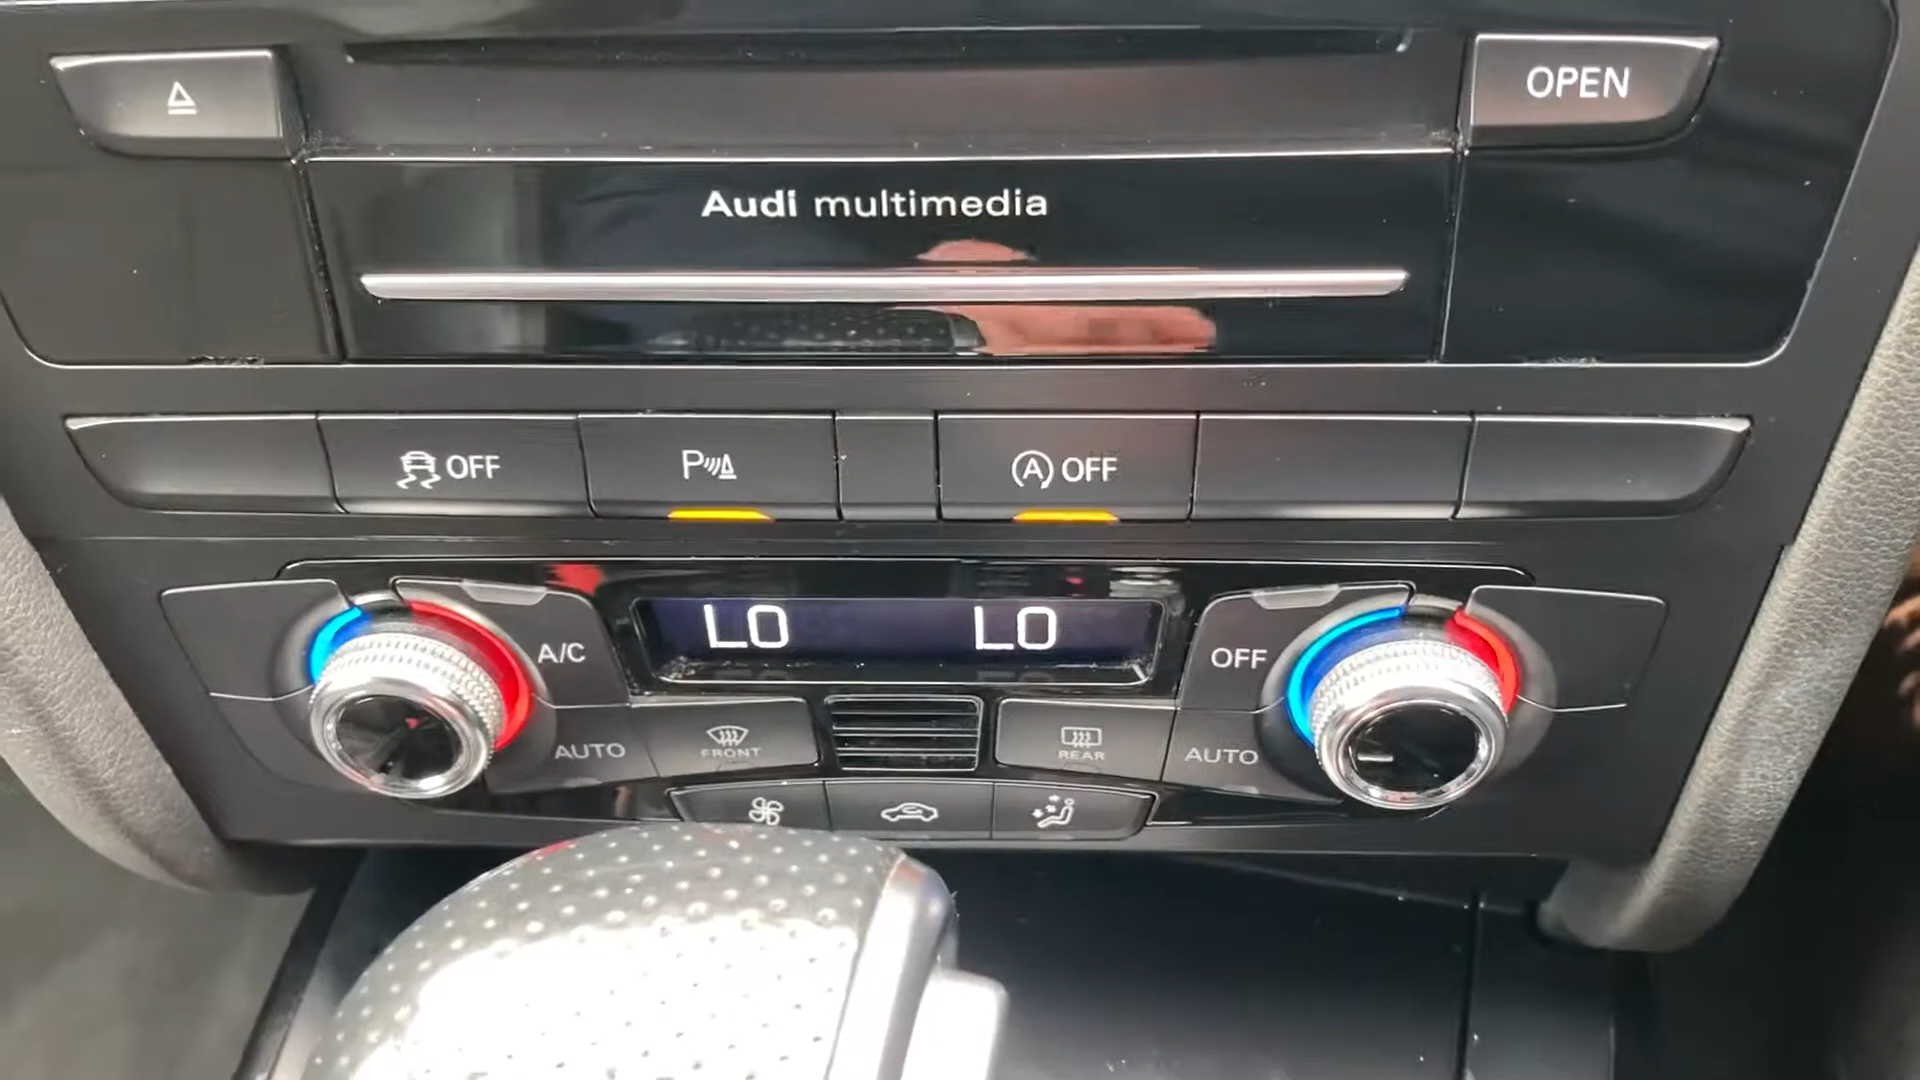 OPEN
Audi multimedia
OFF
P
A OFF
LO LO
A/C
OFF
AUTO
FRONT
REAR
AUTO